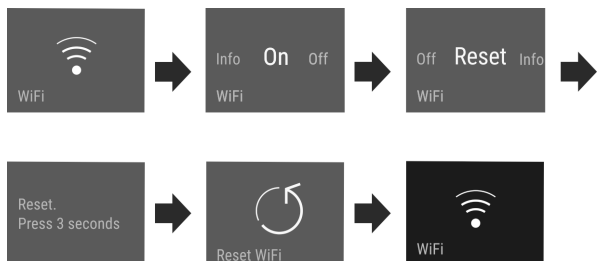 WiFi
Info On Off
WiFi
Off Reset Info
WiFi
Reset.
Press 3 seconds
Reset WiFi
WiFi